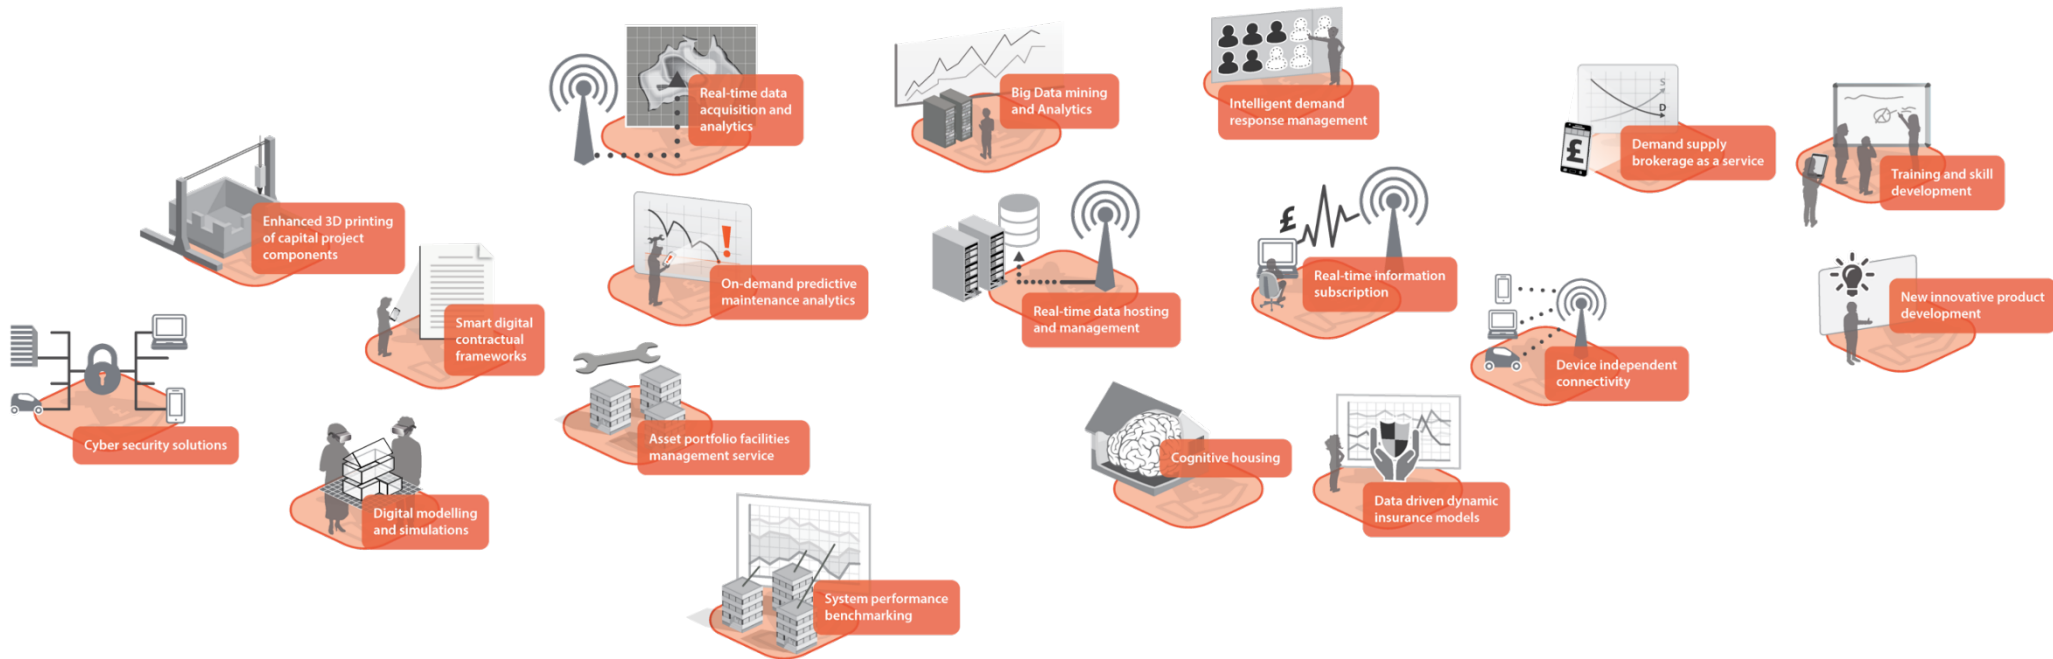 Real-time data
acquisition and
analytics
Big Data mining
and Analytics
Intelligent demand
response management
S
D
£
Demand supply
brokerage as a service
Training and skill
development
Enhanced 3D printing
of capital project
components
Smart digital
contractual
frameworks
!
On-demand predictive
maintenance analytics
Real-time data hosting
and management
£
Real-time information
subscription
Device independent
connectivity
New innovative product
development
Cyber security solutions
Digital modelling
and simulations
Asset portfolio facilities
management service
Cognitive housing
Data driven dynamic
insurance models
System performance
benchmarking